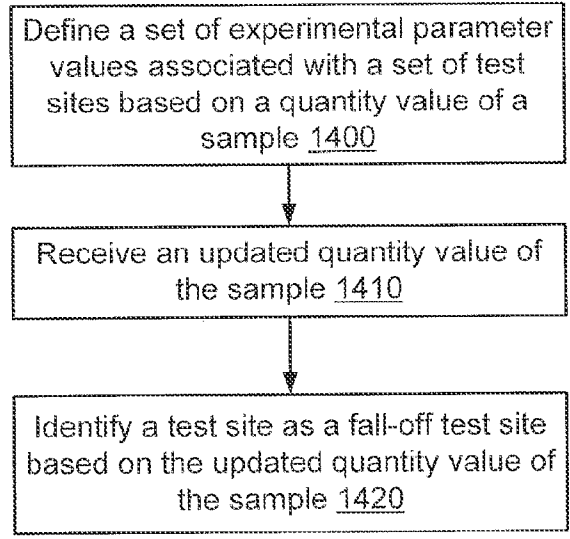 Define a set of experimental parameter
values associated with a set of test
sites based on a quantity value of a
sample 1400
Receive an updated quantity value of
the sample 1410
Identify a test site as a fall-off test site
based on the updated quantity value of
the sample 1420